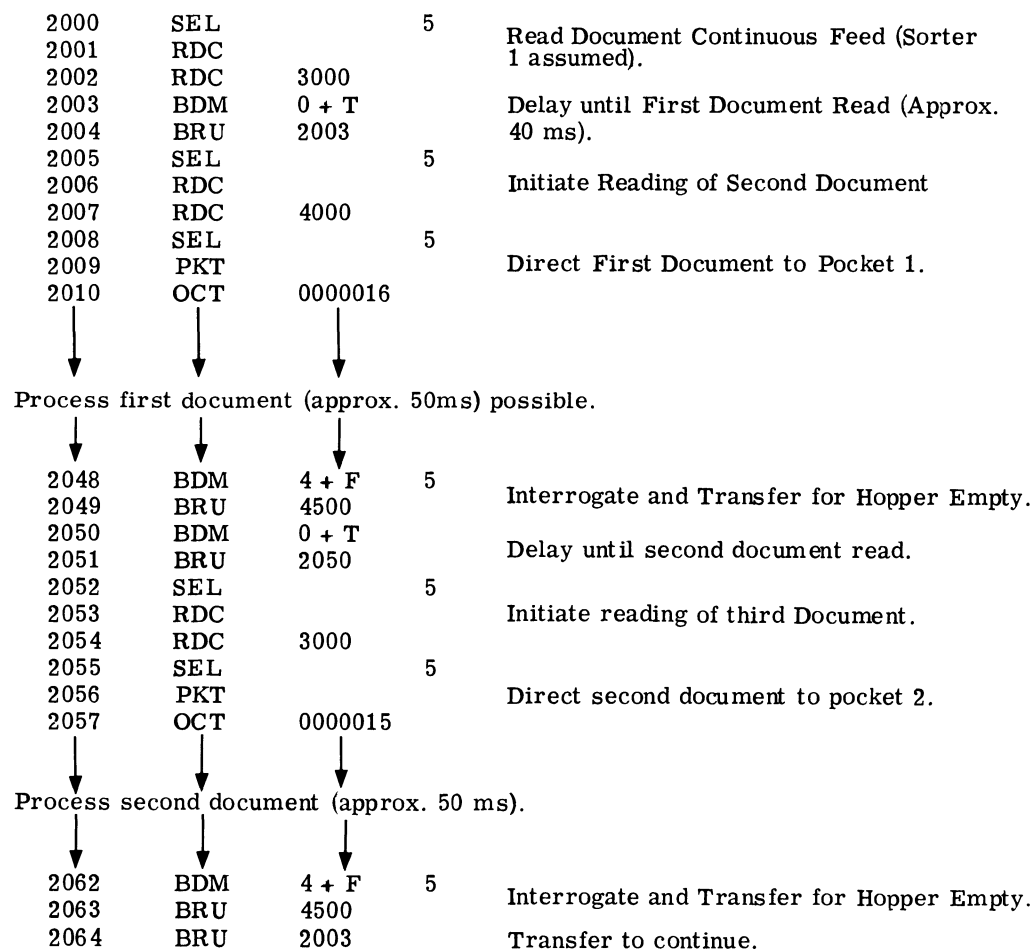 2000 SEL 5
Read Document Continuous Feed (Sorter
2001 RDC
1 assumed).
2002 RDC 3000
2003 BDM 0 + T Delay until First Document Read (Approx.
2004 BRU 2003 40 ms).
2005 SEL 5
2006 RDC Initiate Reading of Second Document
2007 RDC 4000
2008 SEL 5
2009 PKT Direct First Document to Pocket 1.
2010 OCT 0000016
Process first document (approx. 50ms) possible.
2048 BDM 4 + F 5
Interrogate and Transfer for Hopper Empty.
2049 BRU 4500
2050 BDM 0 + T
Delay until second document read.
2051 BRU 2050
2052 SEL 5
2053 RDC Initiate reading of third Document.
2054 RDC 3000
2055 SEL 5
2056 PKT Direct second document to pocket 2.
2057 OCT 0000015
Process second document (approx. 50 ms).
2062 BDM 4 + F 5
Interrogate and Transfer for Hopper Empty.
2063 BRU 4500
2064 BRU 2003 Transfer to continue.